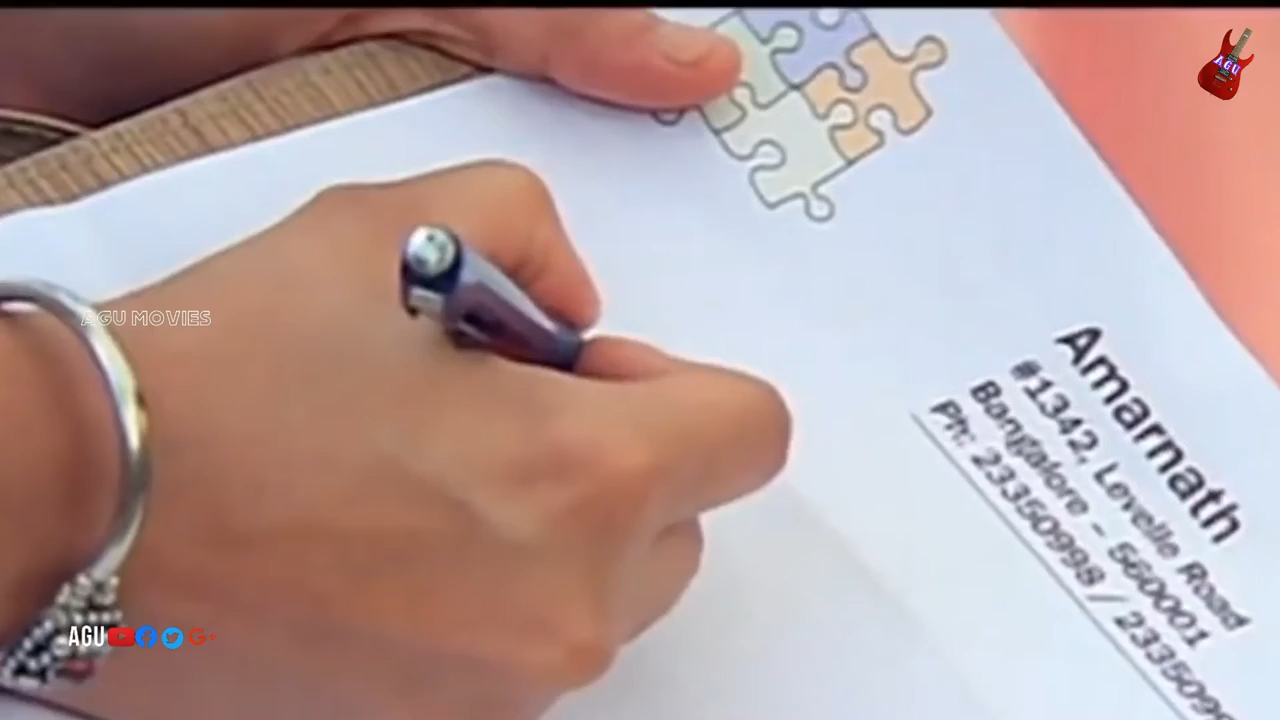 AGU
AGU MOVIES
Amarnath
#1342, Levelle Road
Bangalore - 560001
Ph: 23350998 / 2335099
AGU